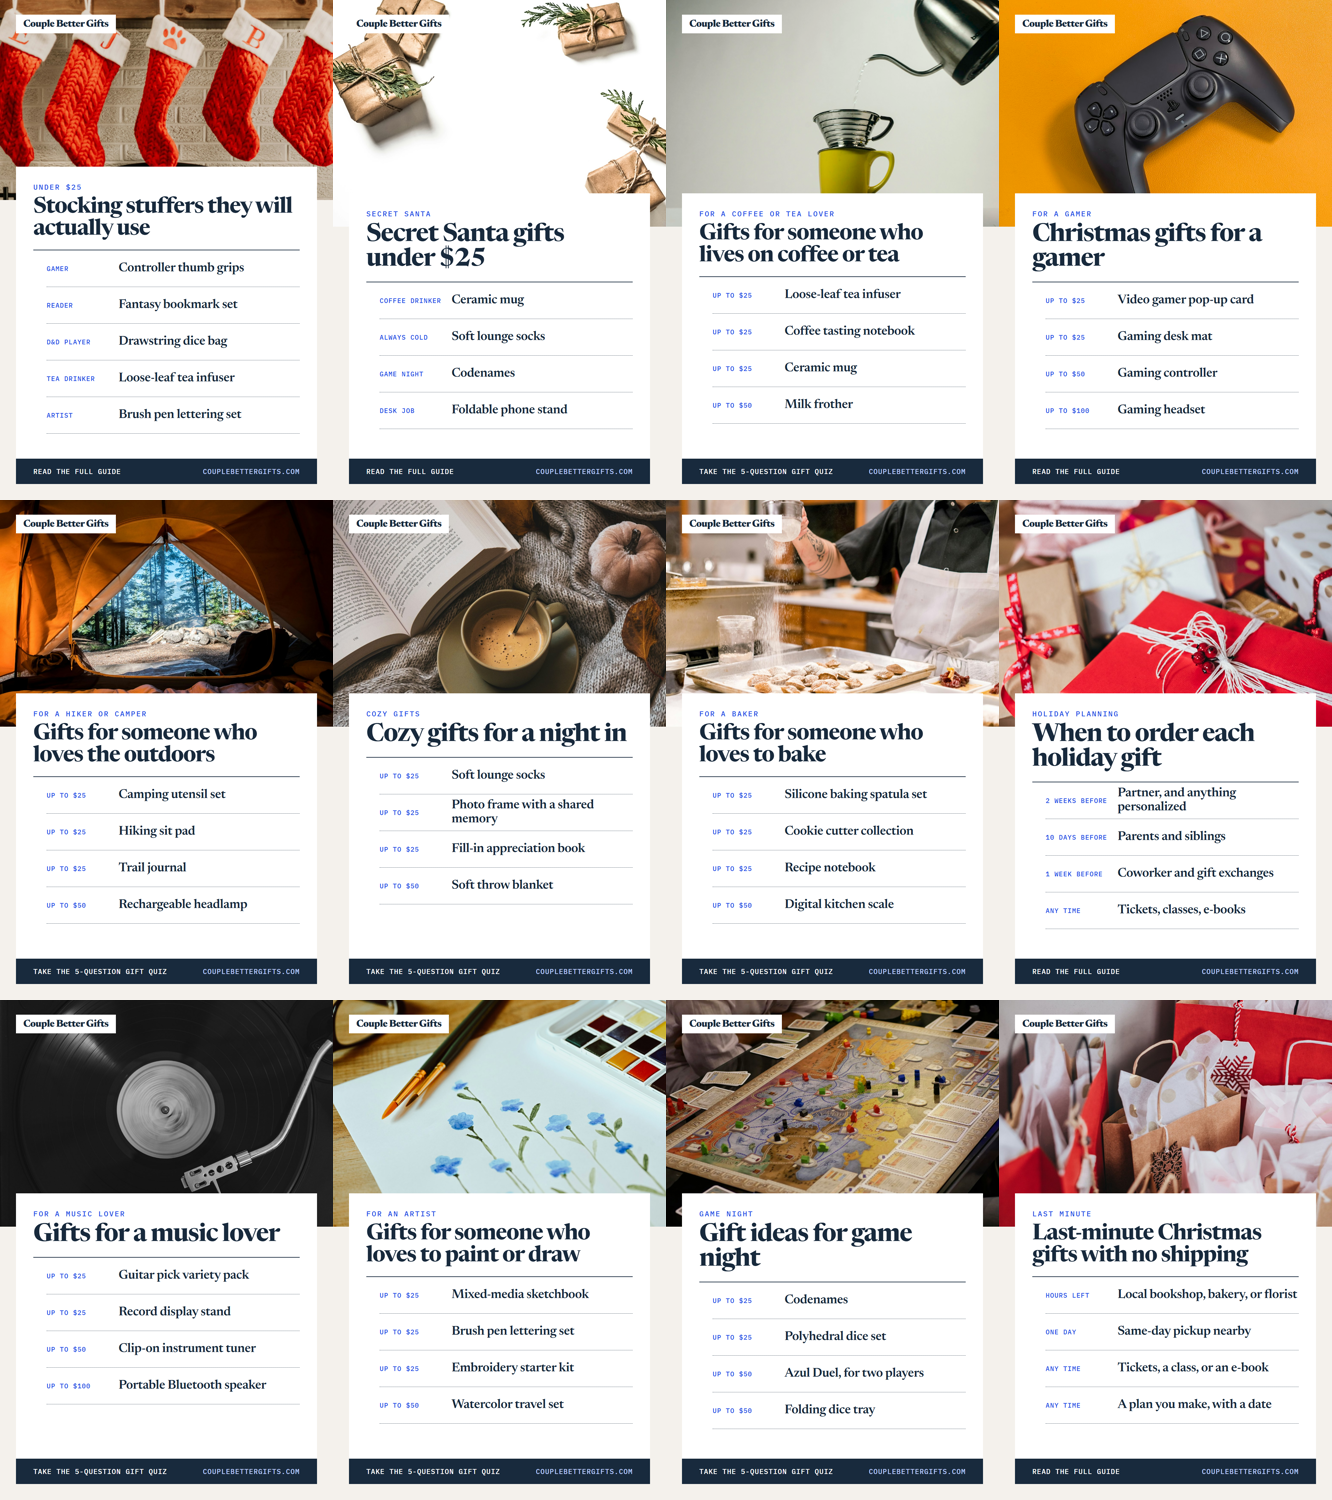 Couple Better Gifts
E J B
UNDER $25
Stocking stuffers they will
actually use
GAMER Controller thumb grips
READER Fantasy bookmark set
D&D PLAYER Drawstring dice bag
TEA DRINKER Loose-leaf tea infuser
ARTIST Brush pen lettering set
READ THE FULL GUIDE COUPLEBETTERGIFTS.COM
Couple Better Gifts
SECRET SANTA
Secret Santa gifts
under $25
COFFEE DRINKER Ceramic mug
ALWAYS COLD Soft lounge socks
GAME NIGHT Codenames
DESK JOB Foldable phone stand
READ THE FULL GUIDE COUPLEBETTERGIFTS.COM
Couple Better Gifts
FOR A COFFEE OR TEA LOVER
Gifts for someone who
lives on coffee or tea
UP TO $25 Loose-leaf tea infuser
UP TO $25 Coffee tasting notebook
UP TO $25 Ceramic mug
UP TO $50 Milk frother
TAKE THE 5-QUESTION GIFT QUIZ COUPLEBETTERGIFTS.COM
Couple Better Gifts
FOR A GAMER
Christmas gifts for a
gamer
UP TO $25 Video gamer pop-up card
UP TO $25 Gaming desk mat
UP TO $50 Gaming controller
UP TO $100 Gaming headset
READ THE FULL GUIDE COUPLEBETTERGIFTS.COM
Couple Better Gifts
FOR A HIKER OR CAMPER
Gifts for someone who
loves the outdoors
UP TO $25 Camping utensil set
UP TO $25 Hiking sit pad
UP TO $25 Trail journal
UP TO $50 Rechargeable headlamp
TAKE THE 5-QUESTION GIFT QUIZ COUPLEBETTERGIFTS.COM
Couple Better Gifts
COZY GIFTS
Cozy gifts for a night in
UP TO $25 Soft lounge socks
UP TO $25 Photo frame with a shared
memory
UP TO $25 Fill-in appreciation book
UP TO $50 Soft throw blanket
TAKE THE 5-QUESTION GIFT QUIZ COUPLEBETTERGIFTS.COM
Couple Better Gifts
FOR A BAKER
Gifts for someone who
loves to bake
UP TO $25 Silicone baking spatula set
UP TO $25 Cookie cutter collection
UP TO $25 Recipe notebook
UP TO $50 Digital kitchen scale
TAKE THE 5-QUESTION GIFT QUIZ COUPLEBETTERGIFTS.COM
Couple Better Gifts
HOLIDAY PLANNING
When to order each
holiday gift
2 WEEKS BEFORE Partner, and anything
personalized
10 DAYS BEFORE Parents and siblings
1 WEEK BEFORE Coworker and gift exchanges
ANY TIME Tickets, classes, e-books
READ THE FULL GUIDE COUPLEBETTERGIFTS.COM
Couple Better Gifts
FOR A MUSIC LOVER
Gifts for a music lover
UP TO $25 Guitar pick variety pack
UP TO $25 Record display stand
UP TO $50 Clip-on instrument tuner
UP TO $100 Portable Bluetooth speaker
TAKE THE 5-QUESTION GIFT QUIZ COUPLEBETTERGIFTS.COM
Couple Better Gifts
FOR AN ARTIST
Gifts for someone who
loves to paint or draw
UP TO $25 Mixed-media sketchbook
UP TO $25 Brush pen lettering set
UP TO $25 Embroidery starter kit
UP TO $50 Watercolor travel set
TAKE THE 5-QUESTION GIFT QUIZ COUPLEBETTERGIFTS.COM
Couple Better Gifts
GAME NIGHT
Gift ideas for game
night
UP TO $25 Codenames
UP TO $25 Polyhedral dice set
UP TO $50 Azul Duel, for two players
UP TO $50 Folding dice tray
TAKE THE 5-QUESTION GIFT QUIZ COUPLEBETTERGIFTS.COM
Couple Better Gifts
LAST MINUTE
Last-minute Christmas
gifts with no shipping
HOURS LEFT Local bookshop, bakery, or florist
ONE DAY Same-day pickup nearby
ANY TIME Tickets, a class, or an e-book
ANY TIME A plan you make, with a date
READ THE FULL GUIDE COUPLEBETTERGIFTS.COM